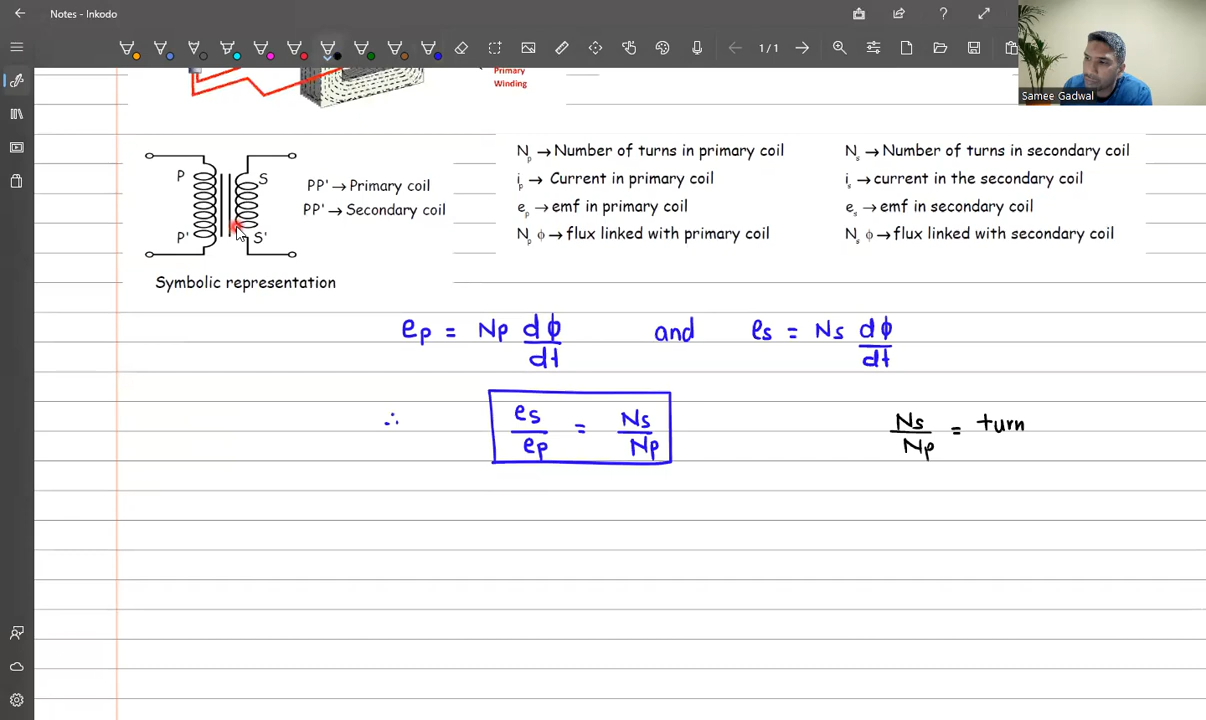 Notes - Inkodo
1/1
Samee Gadwal
Primary
Winding
P
S
P'
S'
PP' → Primary coil
PP' → Secondary coil
Symbolic representation
Np → Number of turns in primary coil
ip → Current in primary coil
ep → emf in primary coil
Np ϕ → flux linked with primary coil
Ns → Number of turns in secondary coil
is → current in the secondary coil
es → emf in secondary coil
Ns ϕ → flux linked with secondary coil
ep = Np dϕ/dt and es = Ns dϕ/dt
∴ es/ep = Ns/Np
Ns/Np = turn